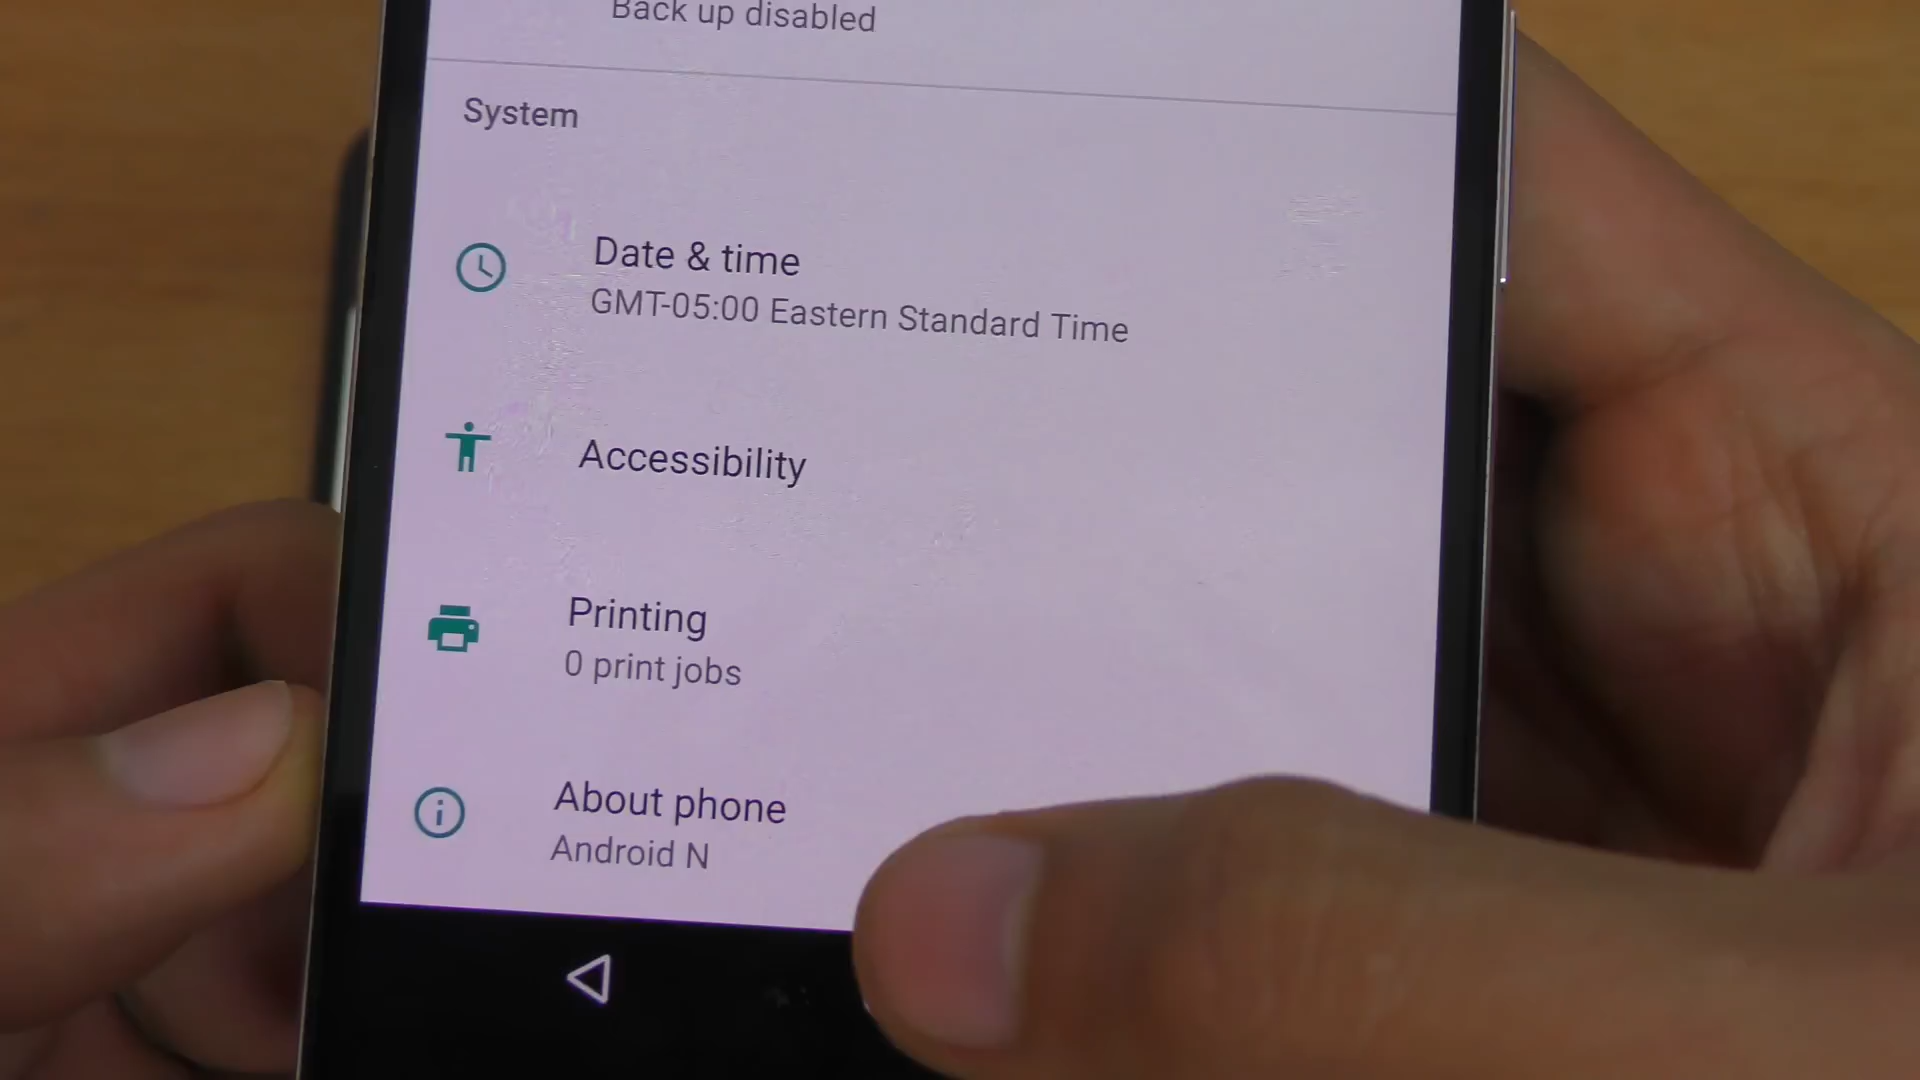 Back up disabled
System
Date & time
GMT-05:00 Eastern Standard Time
Accessibility
Printing
0 print jobs
About phone
Android N